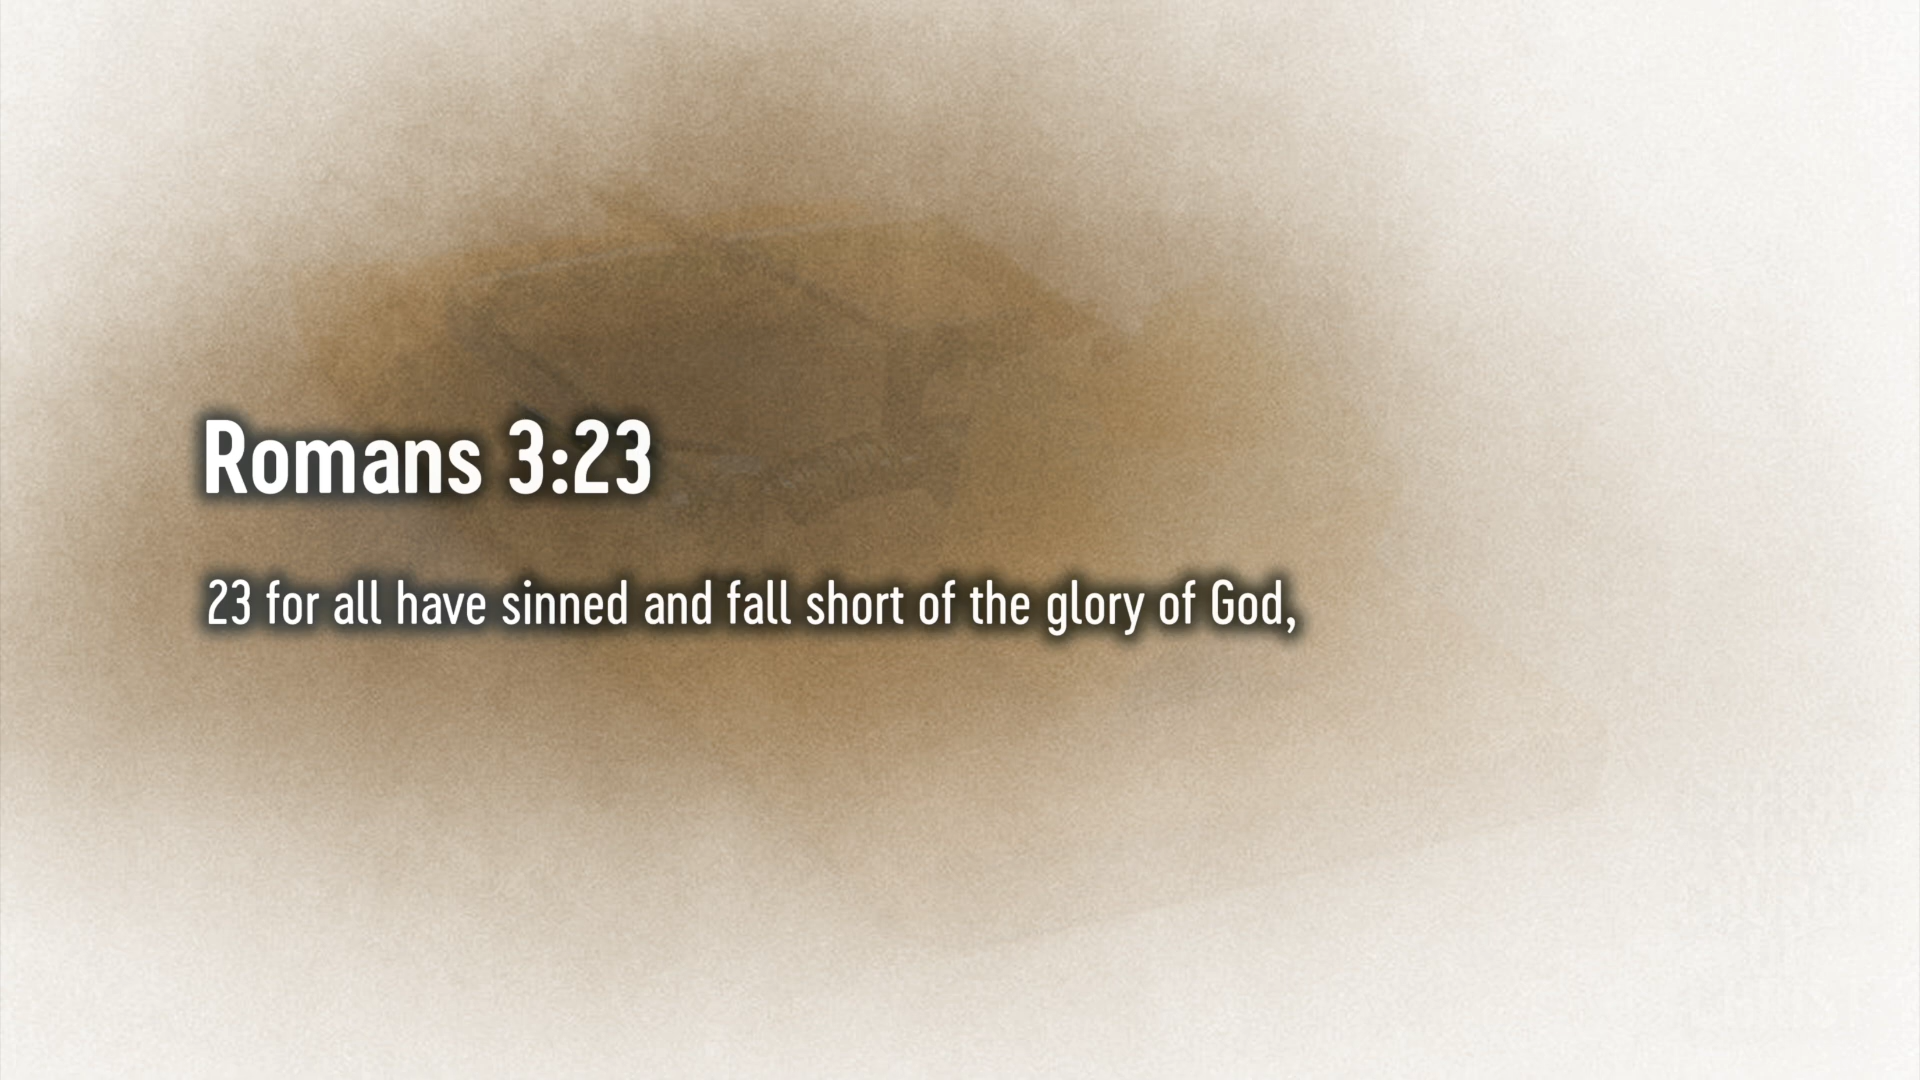 Romans 3:23
23 for all have sinned and fall short of the glory of God,